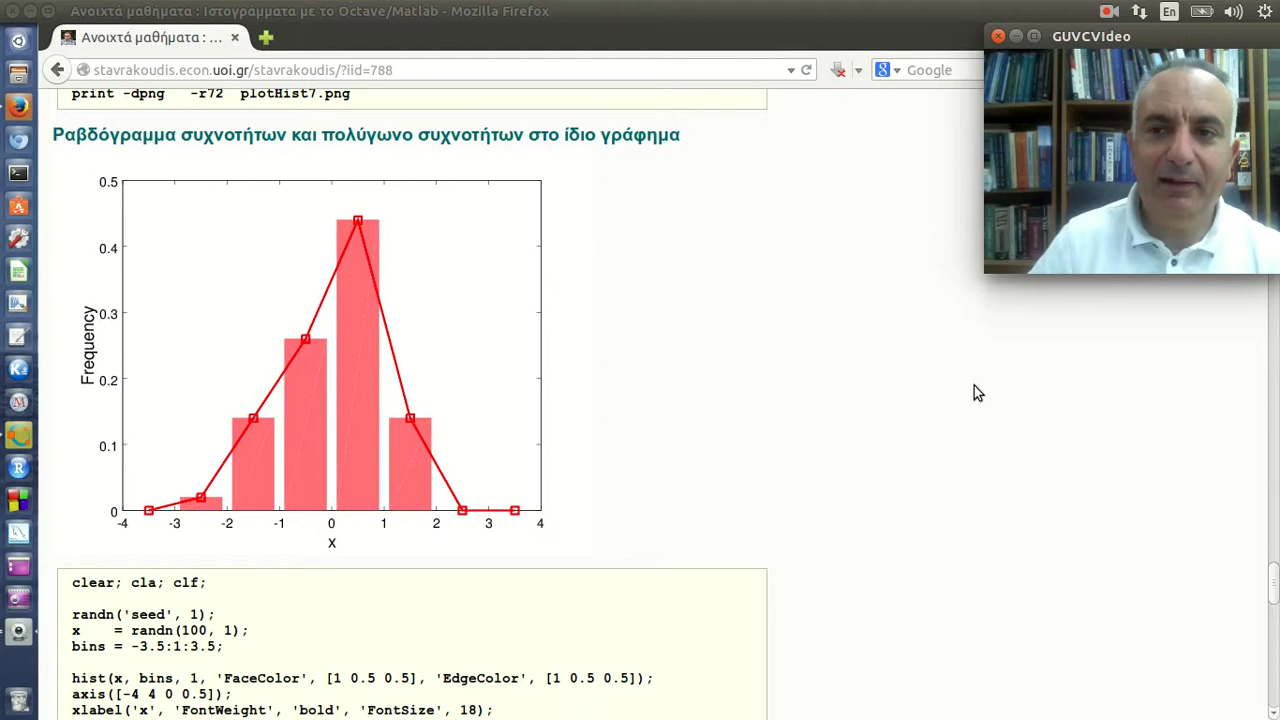 Ανοιχτά μαθήματα : Ιστογράμματα με το Octave/Matlab - Mozilla Firefox
En
Ανοιχτά μαθήματα : ...
GUVCVIdeo
stavrakoudis.econ.uoi.gr/stavrakoudis/?iid=788
Google
print -dpng -r72 plotHist7.png
Ραβδόγραμμα συχνοτήτων και πολύγωνο συχνοτήτων στο ίδιο γράφημα
0.5
0.4
0.3
0.2
0.1
0
Frequency
-4 -3 -2 -1 0 1 2 3 4
x
clear; cla; clf;
randn('seed', 1);
x = randn(100, 1);
bins = -3.5:1:3.5;
hist(x, bins, 1, 'FaceColor', [1 0.5 0.5], 'EdgeColor', [1 0.5 0.5]);
axis([-4 4 0 0.5]);
xlabel('x', 'FontWeight', 'bold', 'FontSize', 18);